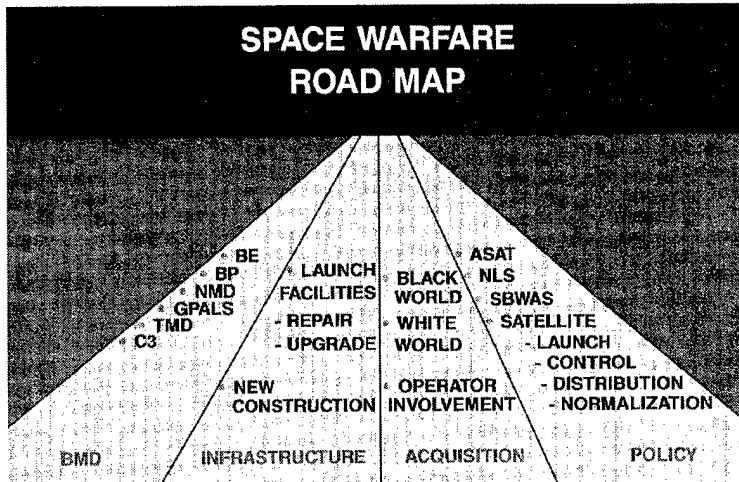 SPACE WARFARE
ROAD MAP
• BE
• BP
• NMD
• GPALS
• TMD
• C3
BMD
• LAUNCH
FACILITIES
- REPAIR
- UPGRADE
• NEW
CONSTRUCTION
INFRASTRUCTURE
• BLACK
WORLD
• WHITE
WORLD
• OPERATOR
INVOLVEMENT
ACQUISITION
• ASAT
• NLS
• SBWAS
• SATELLITE
- LAUNCH
- CONTROL
- DISTRIBUTION
- NORMALIZATION
POLICY